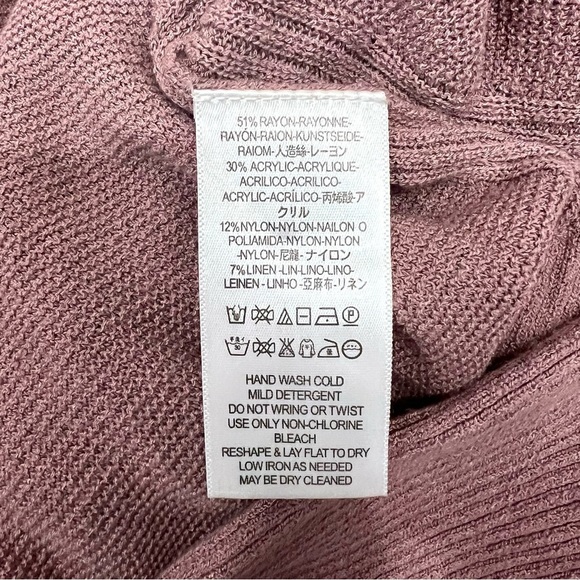 51% RAYON-RAYONNE-
RAYÓN-RAION-KUNSTSEIDE-
RAIOM-人造絲-レーヨン
30% ACRYLIC-ACRYLIQUE-
ACRILICO-ACRILICO-
ACRYLIC-ACRÍLICO-丙烯酸-ア
クリル
12%NYLON-NYLON-NAILON O
POLIAMIDA-NYLON-NYLON
-NYLON-尼龍- ナイロン
7% LINEN -LIN-LINO-LINO-
LEINEN - LINHO -亞麻布-リネン
HAND WASH COLD
MILD DETERGENT
DO NOT WRING OR TWIST
USE ONLY NON-CHLORINE
BLEACH
RESHAPE & LAY FLAT TO DRY
LOW IRON AS NEEDED
MAY BE DRY CLEANED